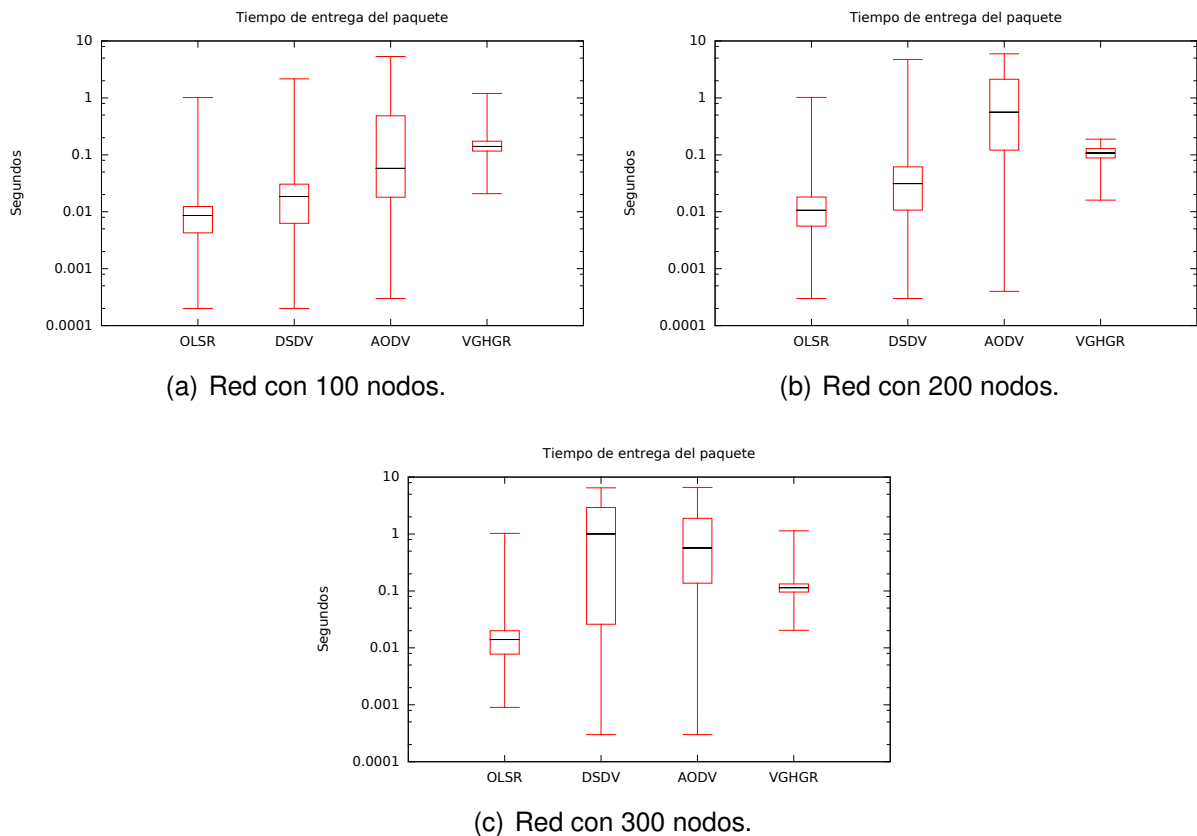 Tiempo de entrega del paquete
10
1
0.1
0.01
0.001
0.0001
Segundos
OLSR DSDV AODV VGHGR
(a) Red con 100 nodos.
Tiempo de entrega del paquete
10
1
0.1
0.01
0.001
0.0001
Segundos
OLSR DSDV AODV VGHGR
(b) Red con 200 nodos.
Tiempo de entrega del paquete
10
1
0.1
0.01
0.001
0.0001
Segundos
OLSR DSDV AODV VGHGR
(c) Red con 300 nodos.